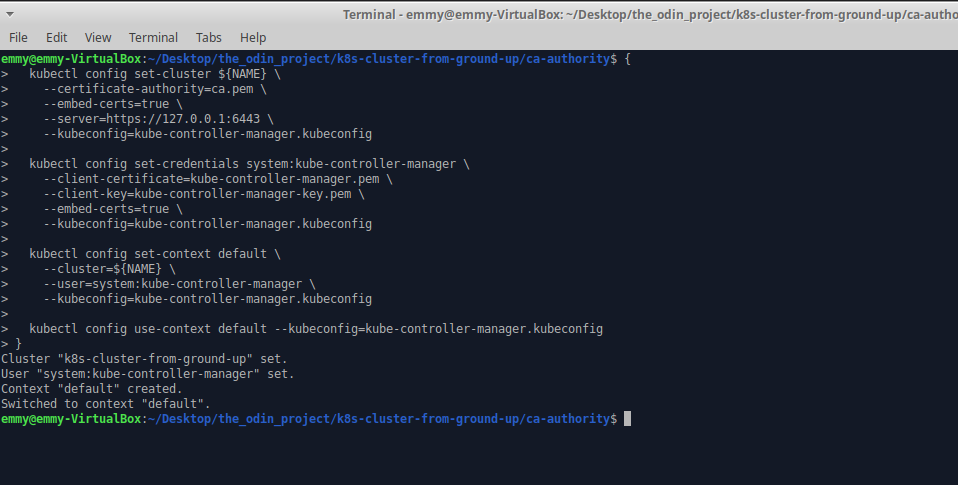 Terminal - emmy@emmy-VirtualBox: ~/Desktop/the_odin_project/k8s-cluster-from-ground-up/ca-autho
File Edit View Terminal Tabs Help
emmy@emmy-VirtualBox:~/Desktop/the_odin_project/k8s-cluster-from-ground-up/ca-authority$ {
>   kubectl config set-cluster ${NAME} \
>     --certificate-authority=ca.pem \
>     --embed-certs=true \
>     --server=https://127.0.0.1:6443 \
>     --kubeconfig=kube-controller-manager.kubeconfig
>
>   kubectl config set-credentials system:kube-controller-manager \
>     --client-certificate=kube-controller-manager.pem \
>     --client-key=kube-controller-manager-key.pem \
>     --embed-certs=true \
>     --kubeconfig=kube-controller-manager.kubeconfig
>
>   kubectl config set-context default \
>     --cluster=${NAME} \
>     --user=system:kube-controller-manager \
>     --kubeconfig=kube-controller-manager.kubeconfig
>
>   kubectl config use-context default --kubeconfig=kube-controller-manager.kubeconfig
> }
Cluster "k8s-cluster-from-ground-up" set.
User "system:kube-controller-manager" set.
Context "default" created.
Switched to context "default".
emmy@emmy-VirtualBox:~/Desktop/the_odin_project/k8s-cluster-from-ground-up/ca-authority$